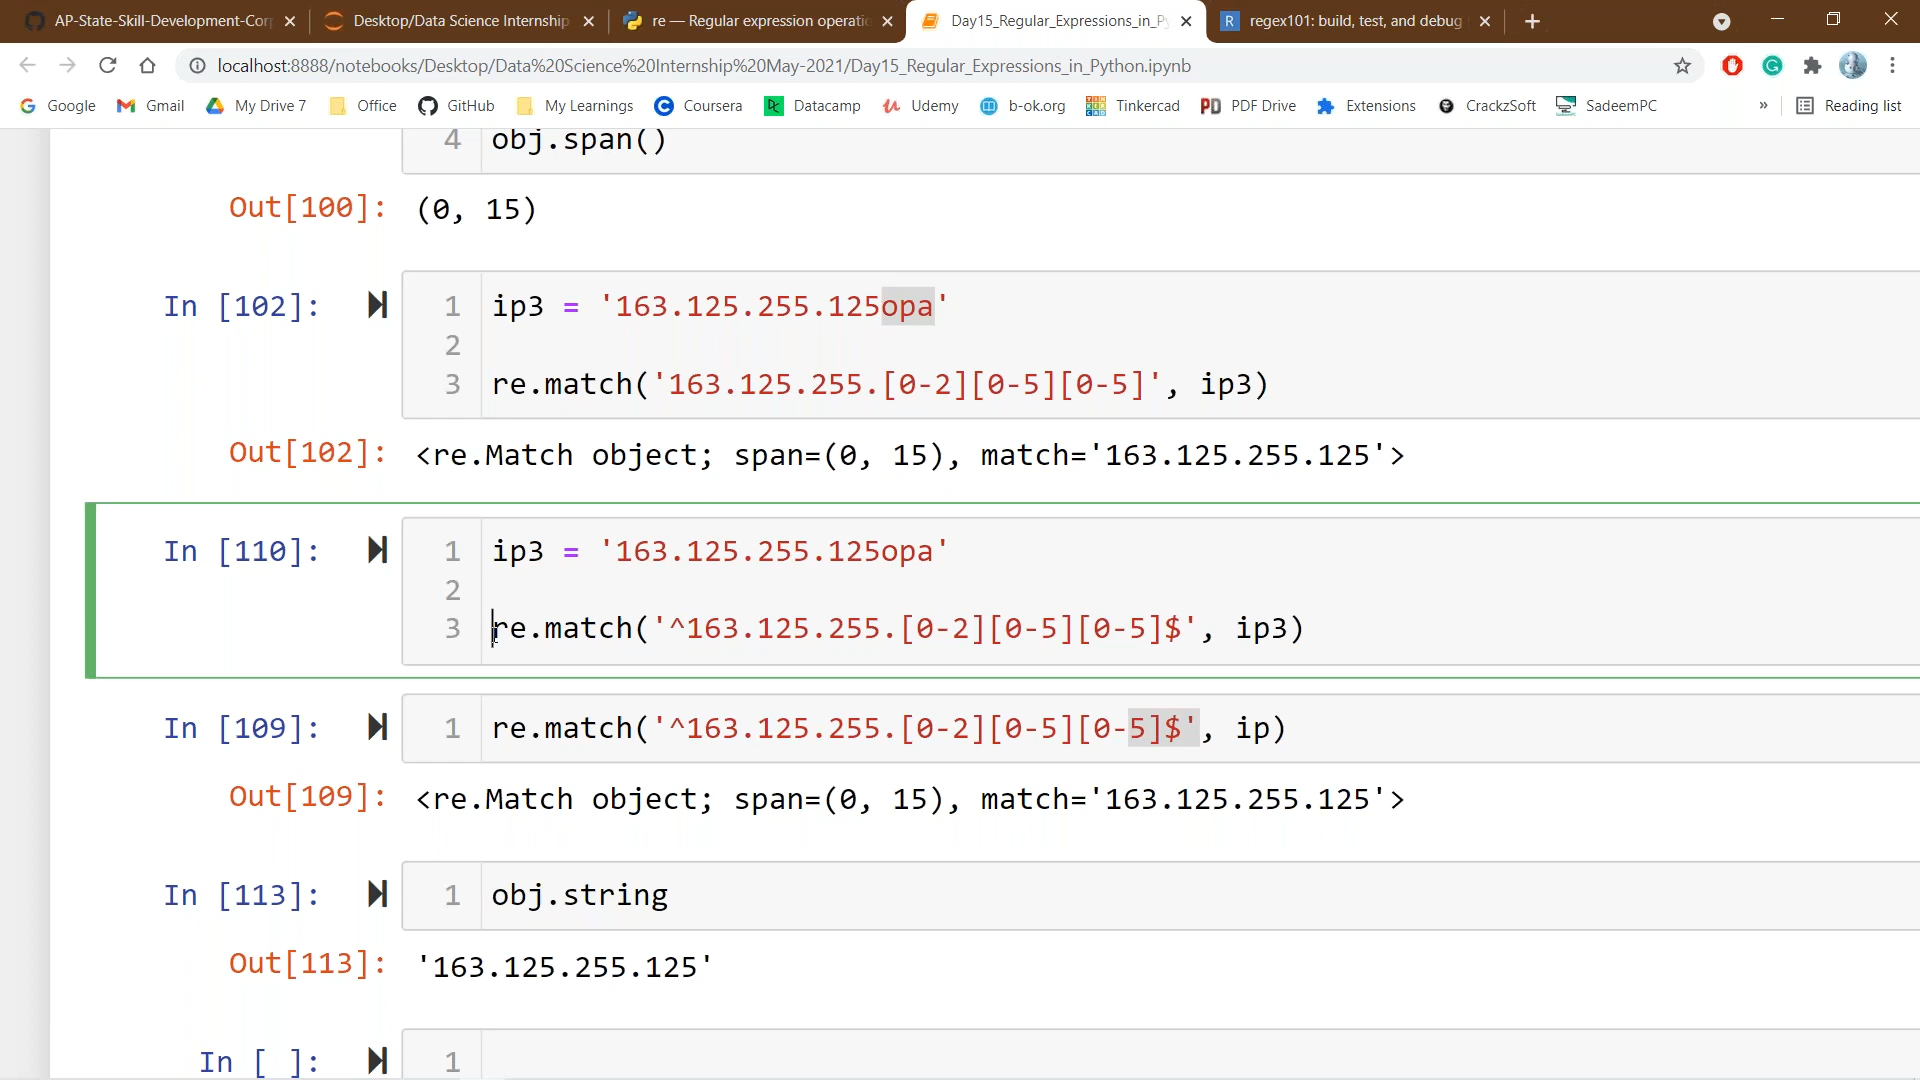 AP-State-Skill-Development-Cor
Desktop/Data Science Internship
re — Regular expression operatio
Day15_Regular_Expressions_in_Py
regex101: build, test, and debug
localhost:8888/notebooks/Desktop/Data%20Science%20Internship%20May-2021/Day15_Regular_Expressions_in_Python.ipynb
Google Gmail My Drive 7 Office GitHub My Learnings Coursera Datacamp Udemy b-ok.org Tinkercad PDF Drive Extensions CrackzSoft SadeemPC » Reading list
4 obj.span()
Out[100]: (0, 15)
In [102]: 1 ip3 = '163.125.255.125opa'
2
3 re.match('163.125.255.[0-2][0-5][0-5]', ip3)
Out[102]: <re.Match object; span=(0, 15), match='163.125.255.125'>
In [110]: 1 ip3 = '163.125.255.125opa'
2
3 re.match('^163.125.255.[0-2][0-5][0-5]$', ip3)
In [109]: 1 re.match('^163.125.255.[0-2][0-5][0-5]$', ip)
Out[109]: <re.Match object; span=(0, 15), match='163.125.255.125'>
In [113]: 1 obj.string
Out[113]: '163.125.255.125'
In [ ]: 1